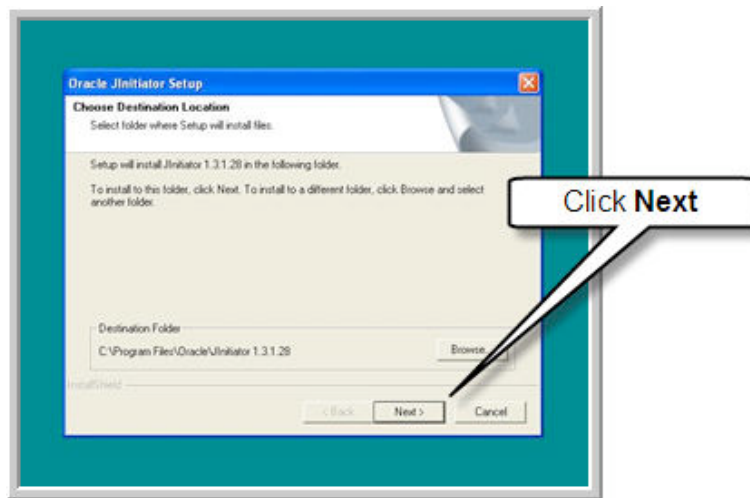 Oracle JInitiator Setup
Choose Destination Location
Select folder where Setup will install files.
Setup will install JInitiator 1.3.1.28 in the following folder.
To install to this folder, click Next. To install to a different folder, click Browse and select
another folder.
Click Next
Destination Folder
C:\Program Files\Oracle\JInitiator 1.3.1.28
Browse...
InstallShield
< Back
Next >
Cancel